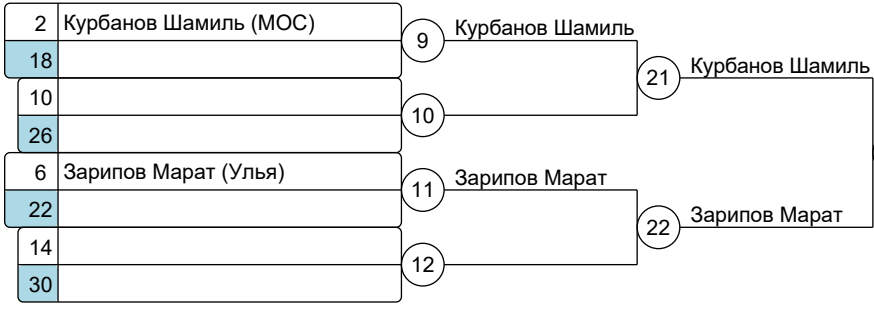 2 Курбанов Шамиль (МОС)
18
9 Курбанов Шамиль
10
26
10
21 Курбанов Шамиль
6 Зарипов Марат (Улья)
22
11 Зарипов Марат
14
30
12
22 Зарипов Марат